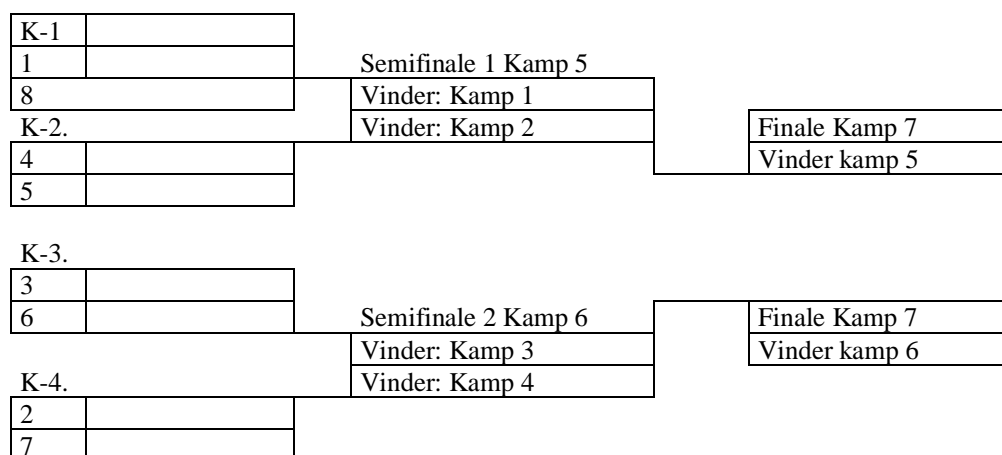 K-1
1 Semifinale 1 Kamp 5
8 Vinder: Kamp 1
K-2. Vinder: Kamp 2 Finale Kamp 7
4 Vinder kamp 5
5
K-3.
3
6 Semifinale 2 Kamp 6 Finale Kamp 7
Vinder: Kamp 3 Vinder kamp 6
K-4. Vinder: Kamp 4
2
7